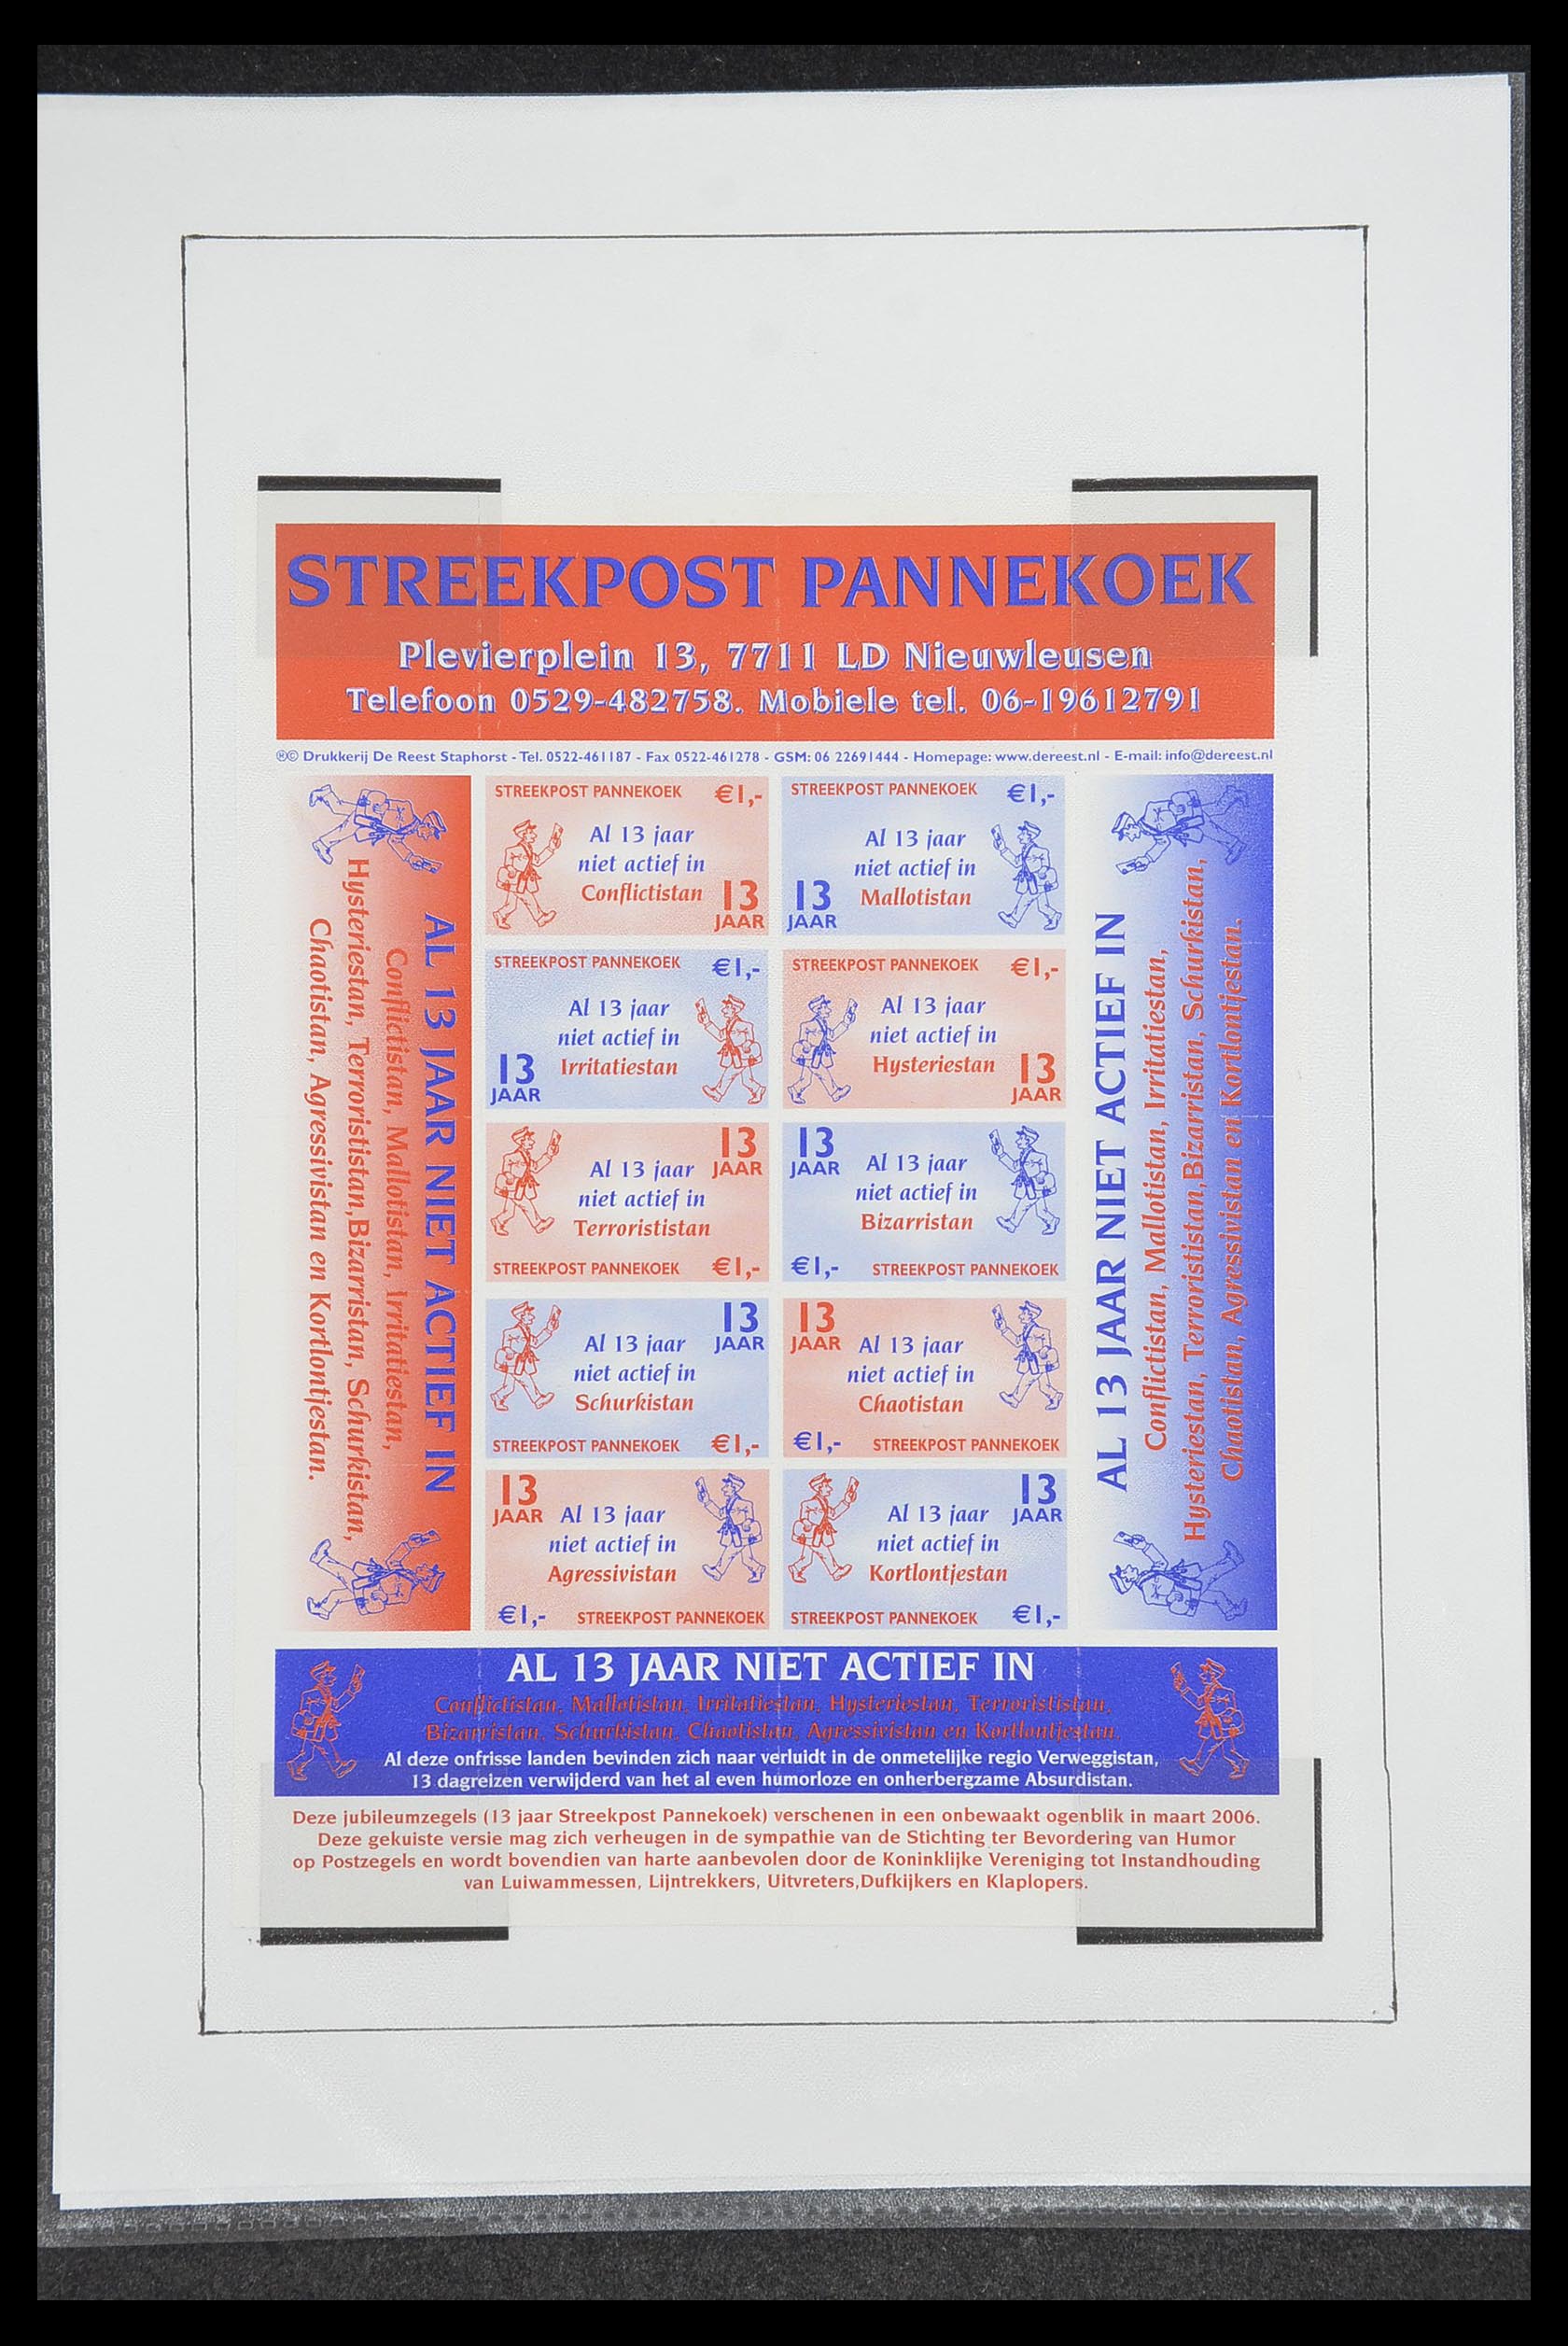 STREEKPOST PANNEKOEK
Plevierplein 13, 7711 LD Nieuwleusen
Telefoon 0529-482758. Mobiele tel. 06-19612791
®© Drukkerij De Reest Staphorst - Tel. 0522-461187 - Fax 0522-461278 - GSM: 06 22691444 - Homepage: www.dereest.nl - E-mail: info@dereest.nl
AL 13 JAAR NIET ACTIEF IN
Conflictistan, Mallotistan, Irritatiestan,
Hysteriestan, Terrorististan,Bizarristan, Schurkistan,
Chaotistan, Agressivistan en Kortlontjestan.
STREEKPOST PANNEKOEK €1,-
Al 13 jaar
niet actief in
Conflictistan
13
JAAR
STREEKPOST PANNEKOEK €1,-
Al 13 jaar
niet actief in
Mallotistan
13
JAAR
STREEKPOST PANNEKOEK €1,-
Al 13 jaar
niet actief in
Irritatiestan
13
JAAR
STREEKPOST PANNEKOEK €1,-
Al 13 jaar
niet actief in
Hysteriestan
13
JAAR
13
JAAR
Al 13 jaar
niet actief in
Terrorististan
STREEKPOST PANNEKOEK €1,-
13
JAAR
Al 13 jaar
niet actief in
Bizarristan
€1,- STREEKPOST PANNEKOEK
13
JAAR
Al 13 jaar
niet actief in
Schurkistan
STREEKPOST PANNEKOEK €1,-
13
JAAR
Al 13 jaar
niet actief in
Chaotistan
€1,- STREEKPOST PANNEKOEK
13
JAAR
Al 13 jaar
niet actief in
Agressivistan
€1,- STREEKPOST PANNEKOEK
13
JAAR
Al 13 jaar
niet actief in
Kortlontjestan
STREEKPOST PANNEKOEK €1,-
AL 13 JAAR NIET ACTIEF IN
Conflictistan, Mallotistan, Irritatiestan,
Hysteriestan, Terrorististan,Bizarristan, Schurkistan,
Chaotistan, Agressivistan en Kortlontjestan.
AL 13 JAAR NIET ACTIEF IN
Conflictistan, Mallotistan, Irritatiestan, Hysteriestan, Terrorististan,
Bizarristan, Schurkistan, Chaotistan, Agressivistan en Kortlontjestan.
Al deze onfrisse landen bevinden zich naar verluidt in de onmetelijke regio Verweggistan,
13 dagreizen verwijderd van het al even humorloze en onherbergzame Absurdistan.
Deze jubileumzegels (13 jaar Streekpost Pannekoek) verschenen in een onbewaakt ogenblik in maart 2006.
Deze gekuiste versie mag zich verheugen in de sympathie van de Stichting ter Bevordering van Humor
op Postzegels en wordt bovendien van harte aanbevolen door de Koninklijke Vereniging tot Instandhouding
van Luiwammessen, Lijntrekkers, Uitvreters,Dufkijkers en Klaplopers.